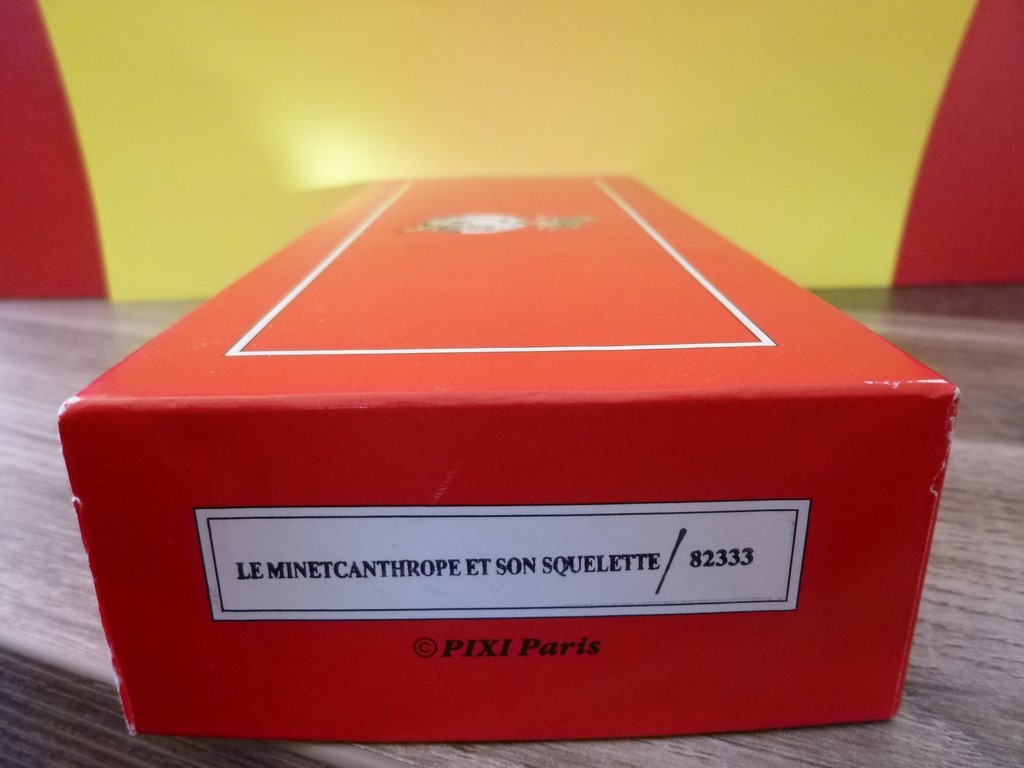 LE MINETCANTHROPE ET SON SQUELETTE / 82333
© PIXI Paris